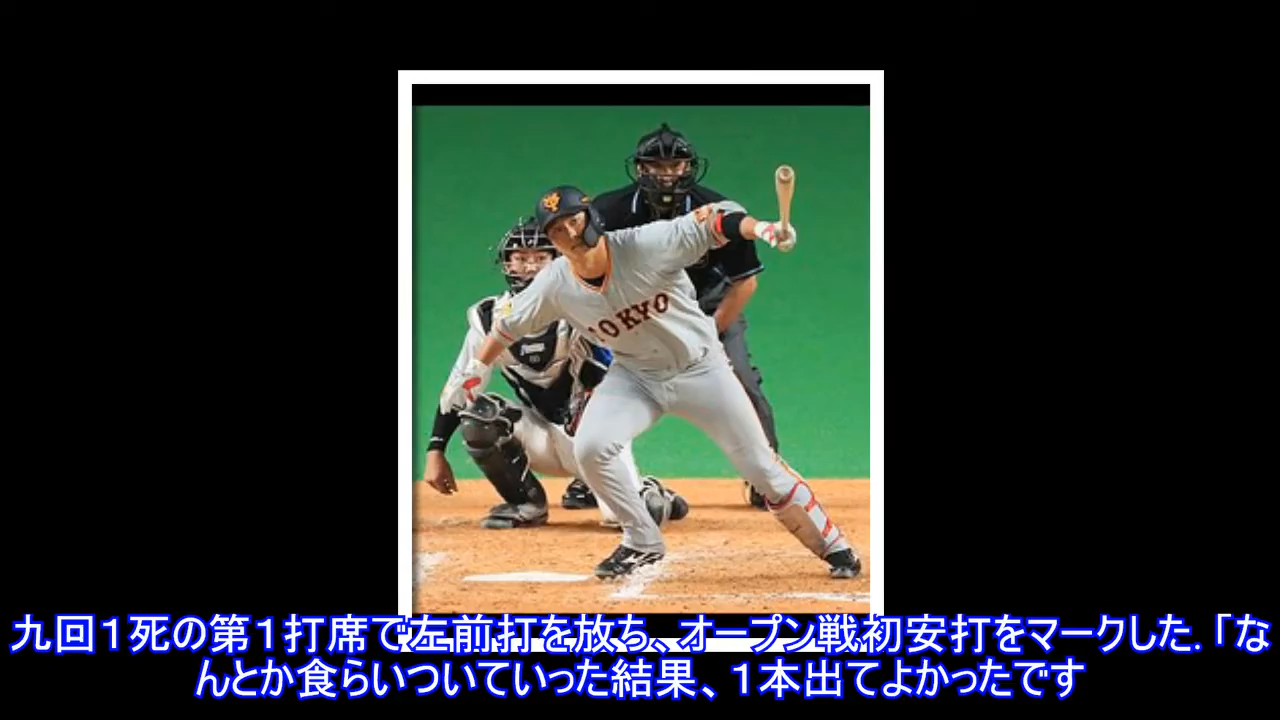 TOKYO
九回１死の第１打席で左前打を放ち、オープン戦初安打をマークした.「な
んとか食らいついていった結果、１本出てよかったです